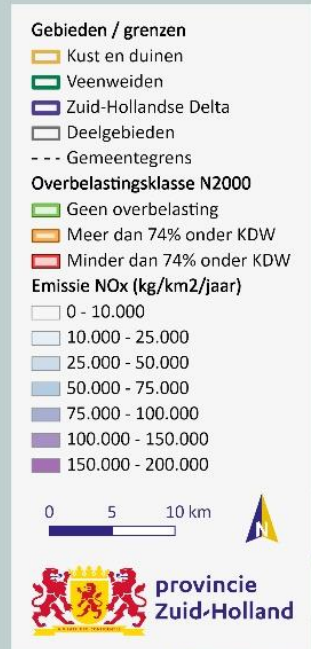 Gebieden / grenzen
Kust en duinen
Veenweiden
Zuid-Hollandse Delta
Deelgebieden
Gemeentegrens
Overbelastingsklasse N2000
Geen overbelasting
Meer dan 74% onder KDW
Minder dan 74% onder KDW
Emissie NOx (kg/km2/jaar)
0 - 10.000
10.000 - 25.000
25.000 - 50.000
50.000 - 75.000
75.000 - 100.000
100.000 - 150.000
150.000 - 200.000
0 5 10 km
N
provincie
Zuid-Holland